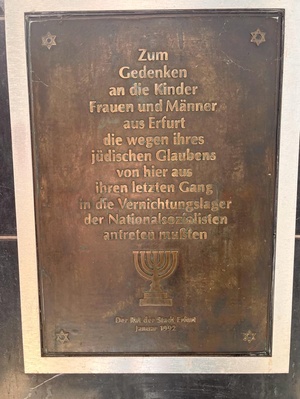 Zum
Gedenken
an die Kinder
Frauen und Männer
aus Erfurt
die wegen ihres
jüdischen Glaubens
von hier aus
ihren letzten Gang
in die Vernichtungslager
der Nationalsozialisten
antreten mußten
Der Rat der Stadt Erfurt
Januar 1992